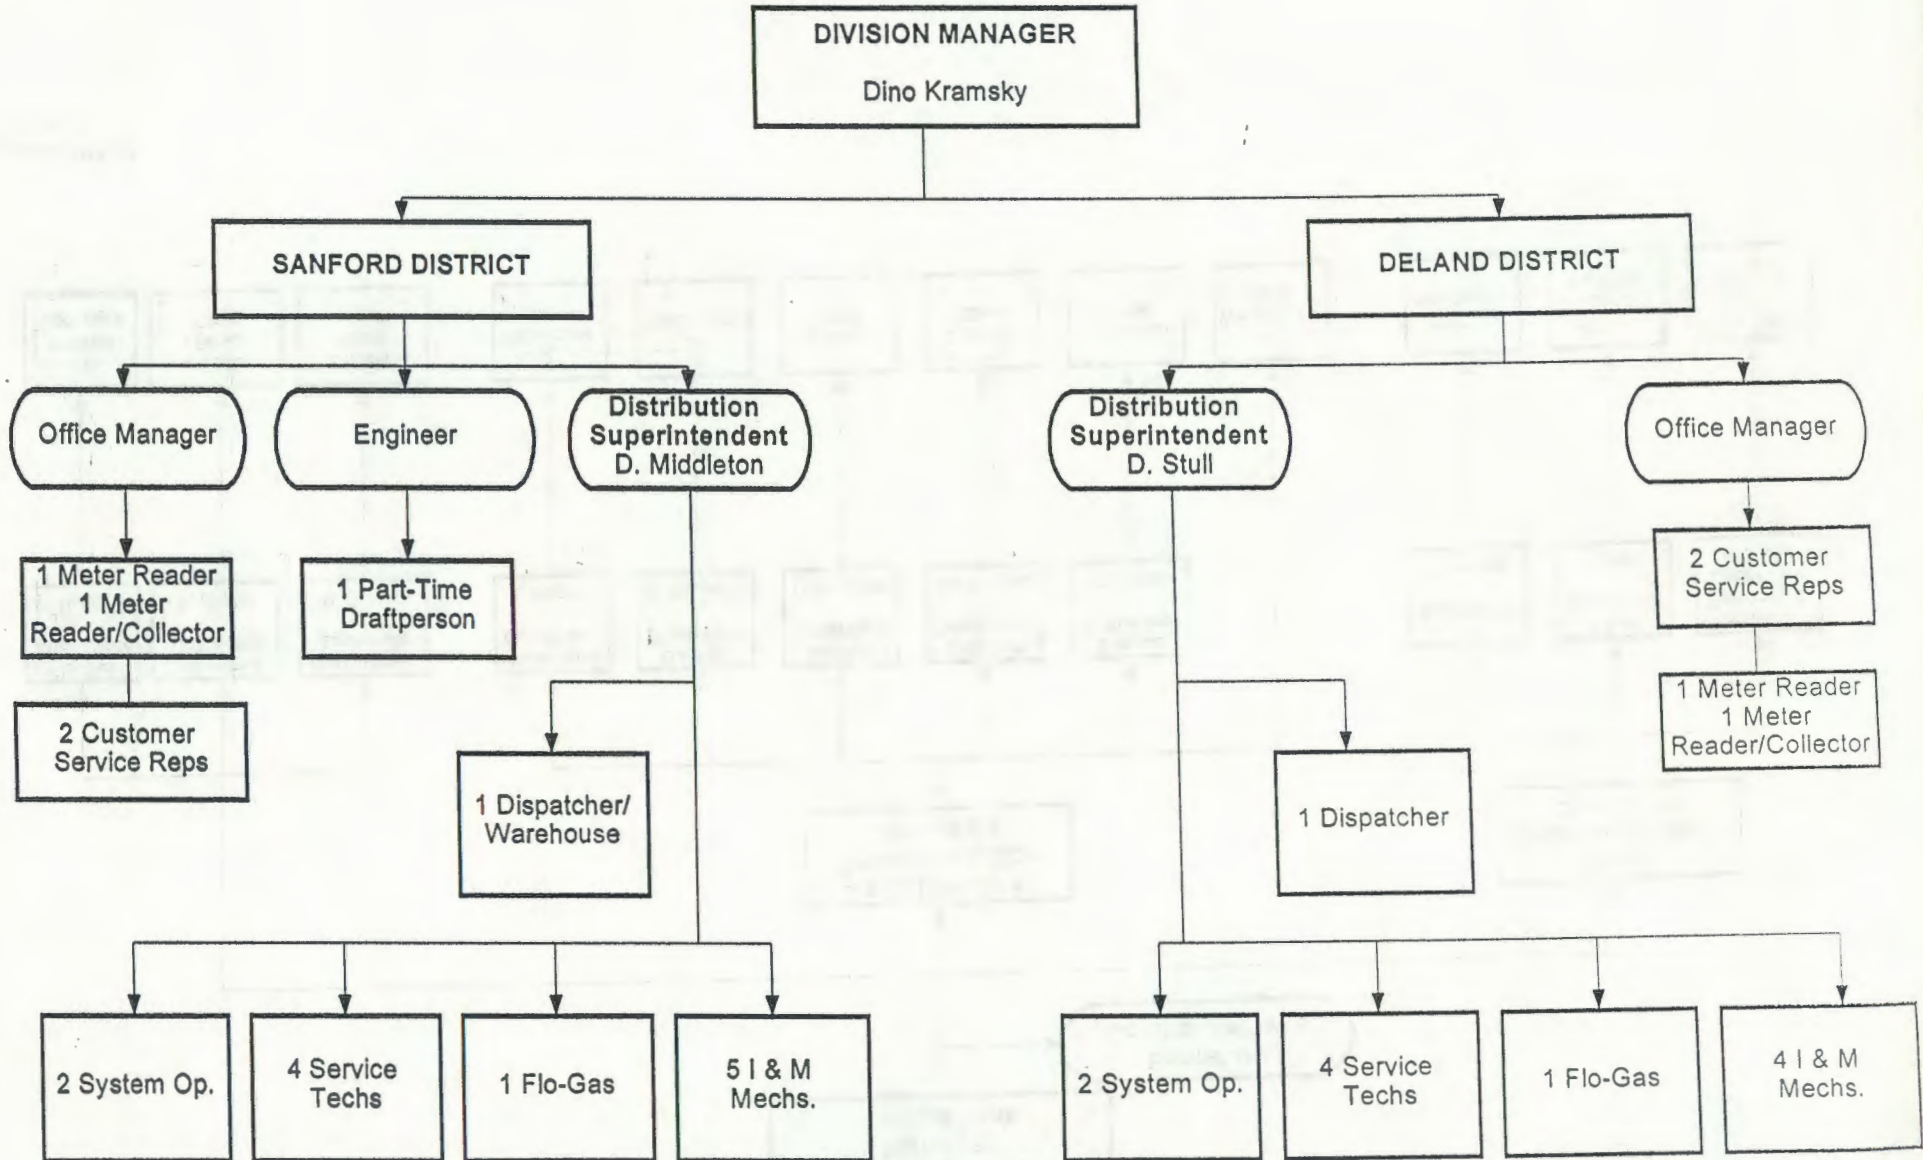 DIVISION MANAGER
Dino Kramsky
SANFORD DISTRICT
DELAND DISTRICT
Office Manager
Engineer
Distribution
Superintendent
D. Middleton
Distribution
Superintendent
D. Stull
Office Manager
1 Meter Reader
1 Meter
Reader/Collector
1 Part-Time
Draftperson
2 Customer
Service Reps
2 Customer
Service Reps
1 Meter Reader
1 Meter
Reader/Collector
1 Dispatcher/
Warehouse
1 Dispatcher
2 System Op.
4 Service
Techs
1 Flo-Gas
5 I & M
Mechs.
2 System Op.
4 Service
Techs
1 Flo-Gas
4 I & M
Mechs.